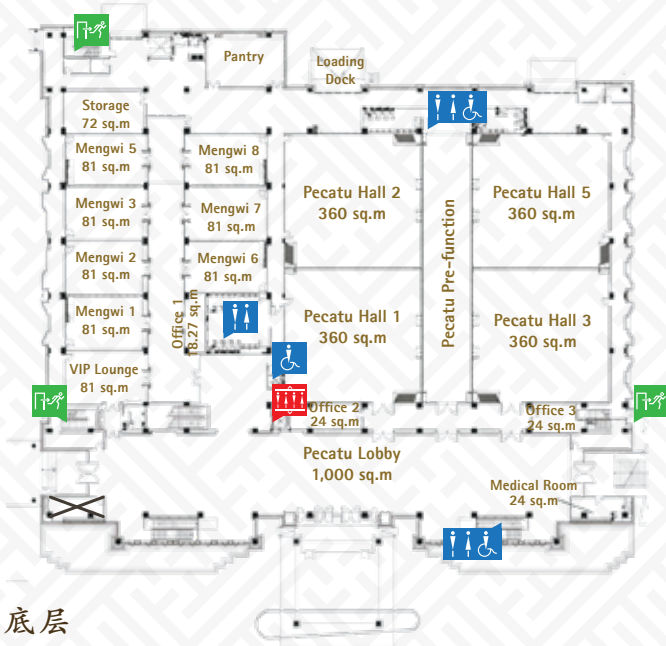 Pantry
Loading
Dock
Storage
72 sq.m
Mengwi 5
81 sq.m
Mengwi 8
81 sq.m
Pecatu Hall 2
360 sq.m
Pecatu Hall 5
360 sq.m
Mengwi 3
81 sq.m
Mengwi 7
81 sq.m
Mengwi 2
81 sq.m
Mengwi 6
81 sq.m
Pecatu Pre-function
Mengwi 1
81 sq.m
Office 1
18.27 sq.m
Pecatu Hall 1
360 sq.m
Pecatu Hall 3
360 sq.m
VIP Lounge
81 sq.m
Office 2
24 sq.m
Office 3
24 sq.m
Pecatu Lobby
1,000 sq.m
Medical Room
24 sq.m
底层